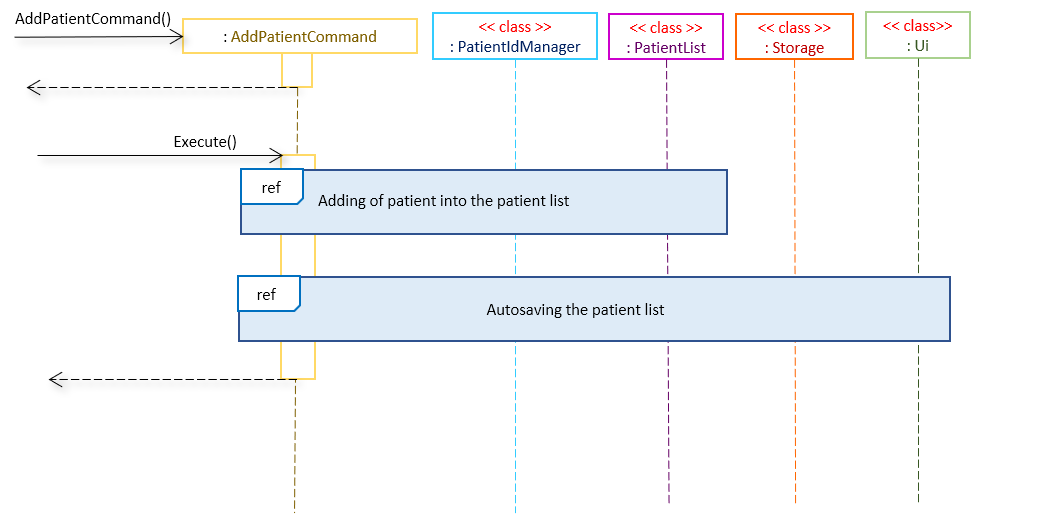 AddPatientCommand()
: AddPatientCommand
<< class >>
: PatientIdManager
<< class >>
: PatientList
<< class >>
: Storage
<< class>>
: Ui
Execute()
ref
Adding of patient into the patient list
ref
Autosaving the patient list